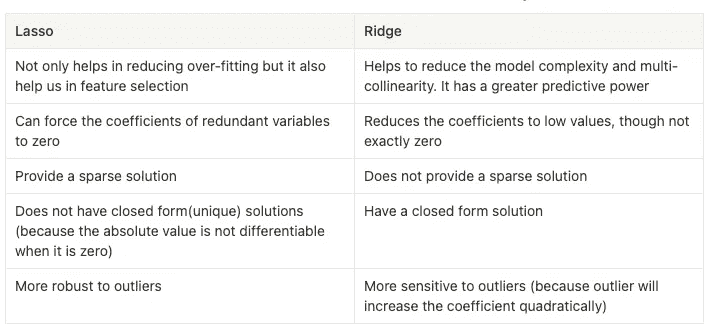 Lasso
Ridge
Not only helps in reducing over-fitting but it also
help us in feature selection
Helps to reduce the model complexity and multi-
collinearity. It has a greater predictive power
Can force the coefficients of redundant variables
to zero
Reduces the coefficients to low values, though not
exactly zero
Provide a sparse solution
Does not provide a sparse solution
Does not have closed form(unique) solutions
(because the absolute value is not differentiable
when it is zero)
Have a closed form solution
More robust to outliers
More sensitive to outliers (because outlier will
increase the coefficient quadratically)